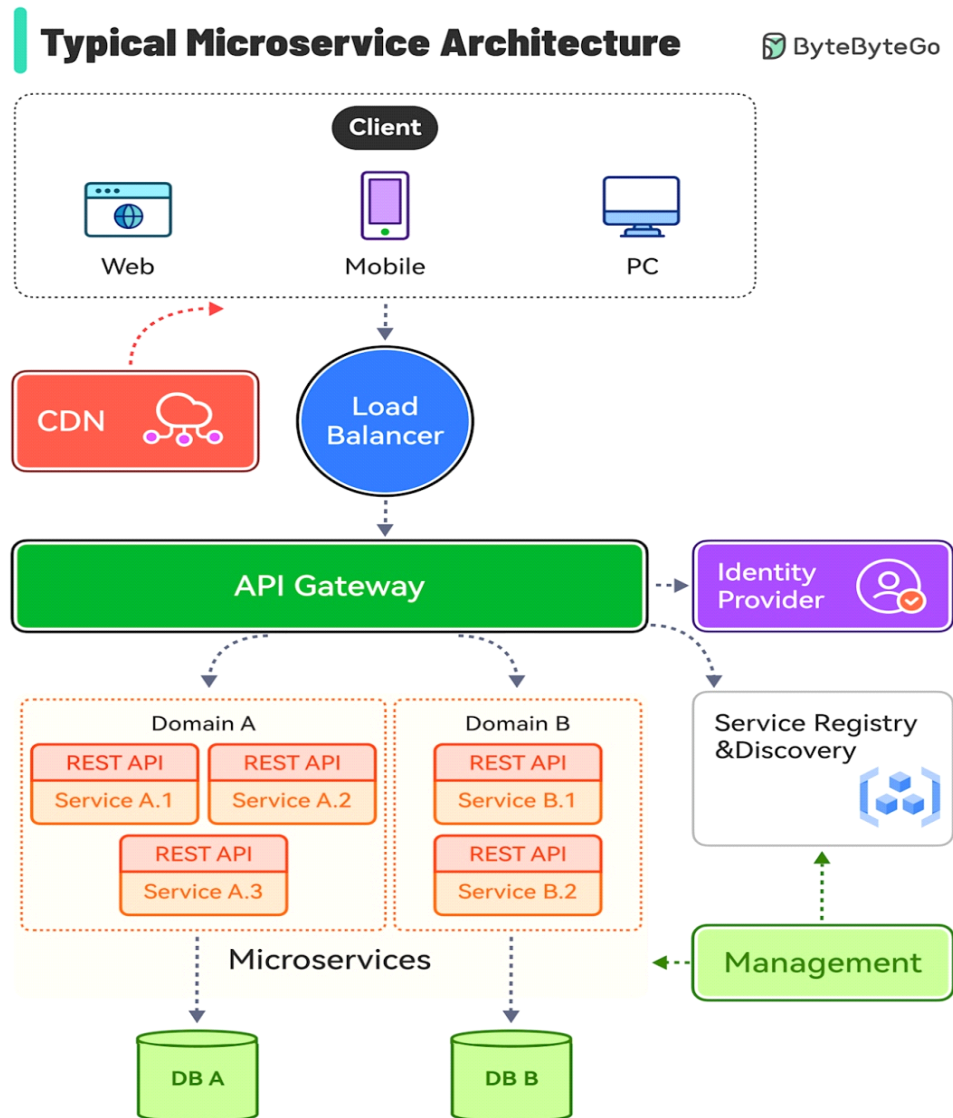 Typical Microservice Architecture
ByteByteGo
Client
Web
Mobile
PC
CDN
Load
Balancer
API Gateway
Identity
Provider
Domain A
REST API
Service A.1
REST API
Service A.2
REST API
Service A.3
Domain B
REST API
Service B.1
REST API
Service B.2
Service Registry
&Discovery
Microservices
Management
DB A
DB B